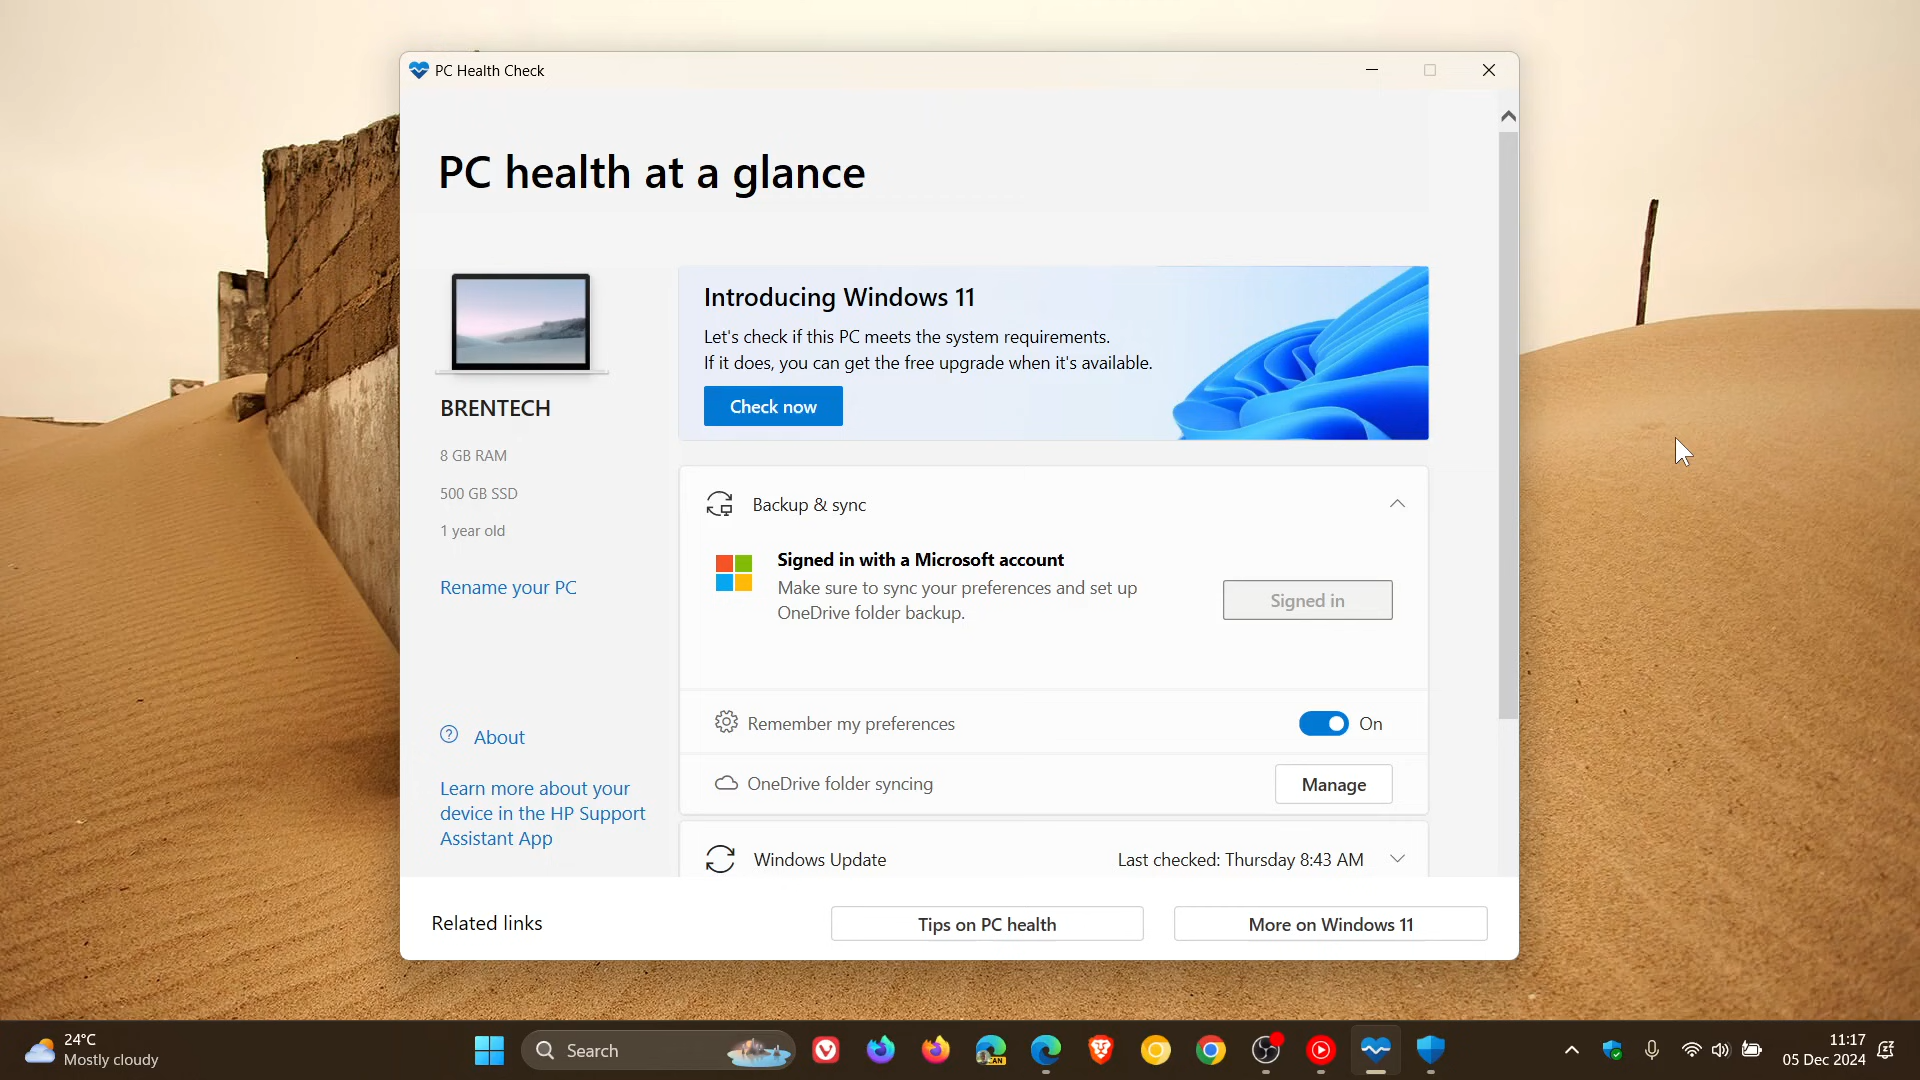 PC Health Check
PC health at a glance
BRENTECH
8 GB RAM
500 GB SSD
1 year old
Rename your PC
About
Learn more about your
device in the HP Support
Assistant App
Introducing Windows 11
Let's check if this PC meets the system requirements.
If it does, you can get the free upgrade when it's available.
Check now
Backup & sync
Signed in with a Microsoft account
Make sure to sync your preferences and set up
OneDrive folder backup.
Signed in
Remember my preferences
On
OneDrive folder syncing
Manage
Windows Update
Last checked: Thursday 8:43 AM
Related links
Tips on PC health
More on Windows 11
24°C
Mostly cloudy
Search
CAN
11:17
05 Dec 2024